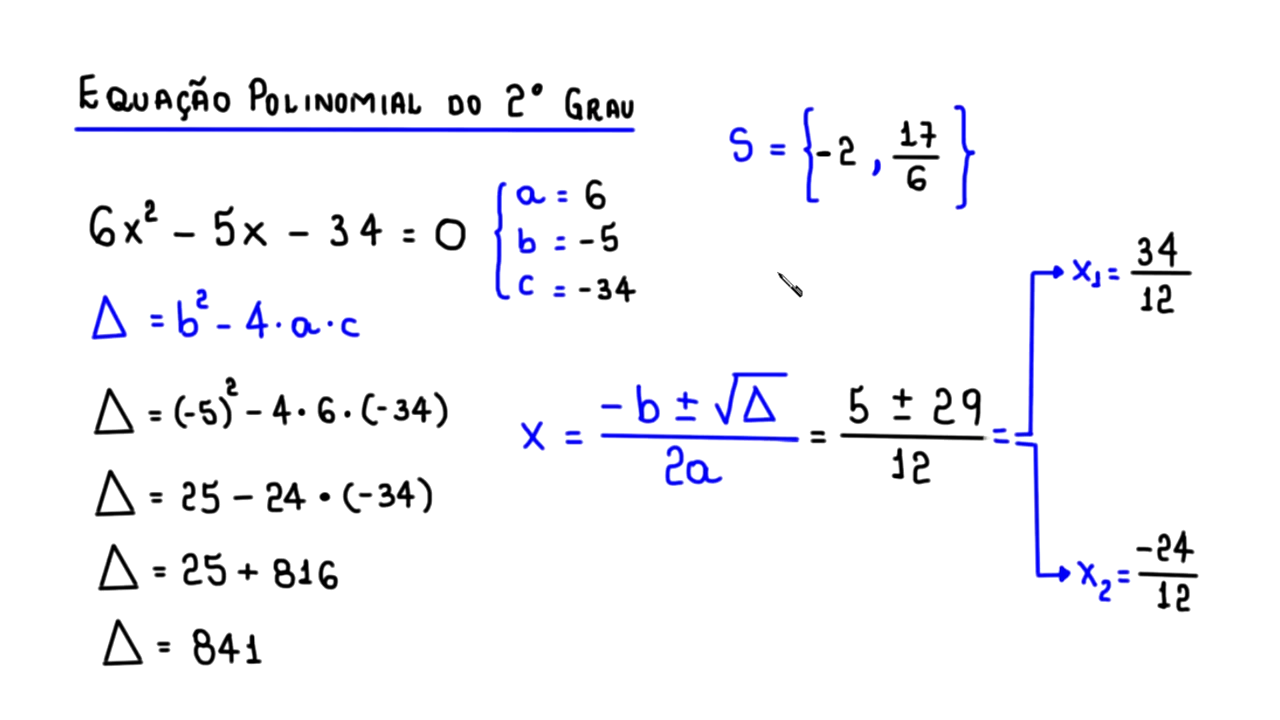 EQUAÇÃO POLINOMIAL DO 2° GRAU
S = {-2, 17/6}
6x² - 5x - 34 = 0
a = 6
b = -5
c = -34
Δ = b² - 4·a·c
Δ = (-5)² - 4·6·(-34)
Δ = 25 - 24·(-34)
Δ = 25 + 816
Δ = 841
x = (-b ± √Δ)/2a = (5 ± 29)/12 =
x₁ = 34/12
x₂ = -24/12